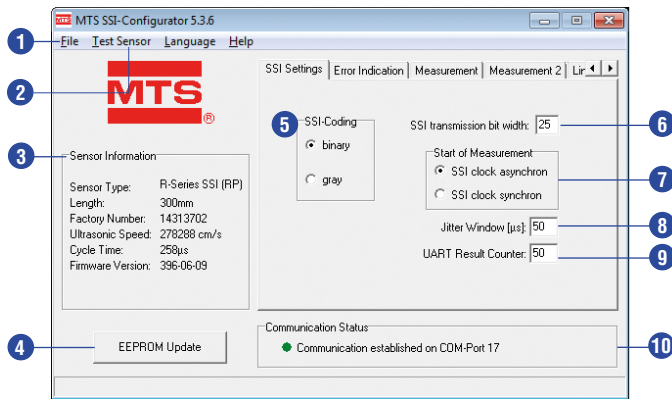 MTS SSI-Configurator 5.3.6
1 File Test Sensor Language Help
2
MTS
®
3 Sensor Information
Sensor Type: R-Series SSI (RP)
Length: 300mm
Factory Number: 14313702
Ultrasonic Speed: 278288 cm/s
Cycle Time: 258µs
Firmware Version: 396-06-09
4 EEPROM Update
SSI Settings Error Indication Measurement Measurement 2 Lir
5 SSI-Coding
binary
gray
SSI transmission bit width: 25 6
Start of Measurement
SSI clock asynchron
SSI clock synchron
7
Jitter Window [µs]: 50 8
UART Result Counter: 50 9
Communication Status
Communication established on COM-Port 17 10